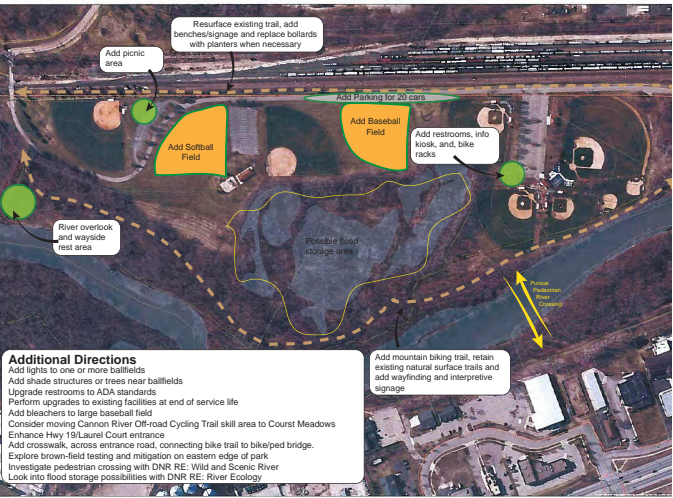 Resurface existing trail, add
benches/signage and replace bollards
with planters when necessary
Add picnic
area
Add Parking for 20 cars
Add Baseball
Field
Add Softball
Field
Add restrooms, info
kiosk, and, bike
racks
River overlook
and wayside
rest area
Possible flood
storage area
Pursue
Pedestrian
River
Crossing
Add mountain biking trail, retain
existing natural surface trails and
add wayfinding and interpretive
signage
Additional Directions
Add lights to one or more ballfields
Add shade structures or trees near ballfields
Upgrade restrooms to ADA standards
Perform upgrades to existing facilities at end of service life
Add bleachers to large baseball field
Consider moving Cannon River Off-road Cycling Trail skill area to Courst Meadows
Enhance Hwy 19/Laurel Court entrance
Add crosswalk, across entrance road, connecting bike trail to bike/ped bridge.
Explore brown-field testing and mitigation on eastern edge of park
Investigate pedestrian crossing with DNR RE: Wild and Scenic River
Look into flood storage possibilities with DNR RE: River Ecology